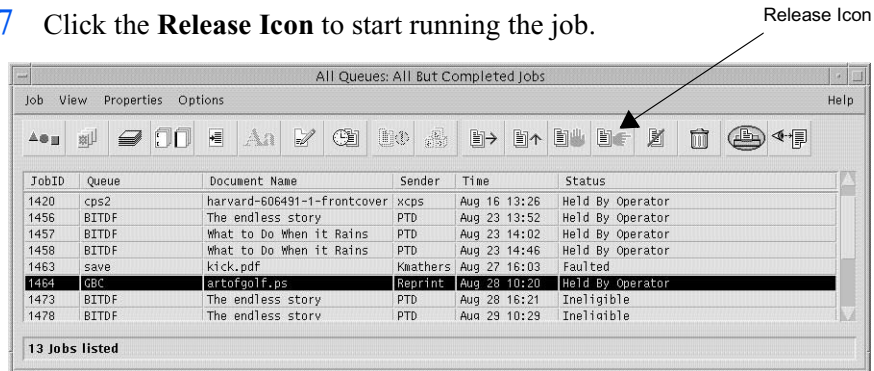 7 Click the Release Icon to start running the job.
Release Icon
All Queues: All But Completed Jobs
Job View Properties Options Help
Aa
JobID Queue Document Name Sender Time Status
1420 cps2 harvard-606491-1-frontcover xcps Aug 16 13:26 Held By Operator
1456 BITDF The endless story PTD Aug 23 13:52 Held By Operator
1457 BITDF What to Do When it Rains PTD Aug 23 14:02 Held By Operator
1458 BITDF What to Do When it Rains PTD Aug 23 14:46 Held By Operator
1463 save kick.pdf Kmathers Aug 27 16:03 Faulted
1464 GBC artofgolf.ps Reprint Aug 28 10:20 Held By Operator
1473 BITDF The endless story PTD Aug 28 16:21 Ineligible
1478 BITDF The endless story PTD Aug 29 10:29 Ineligible
13 Jobs listed